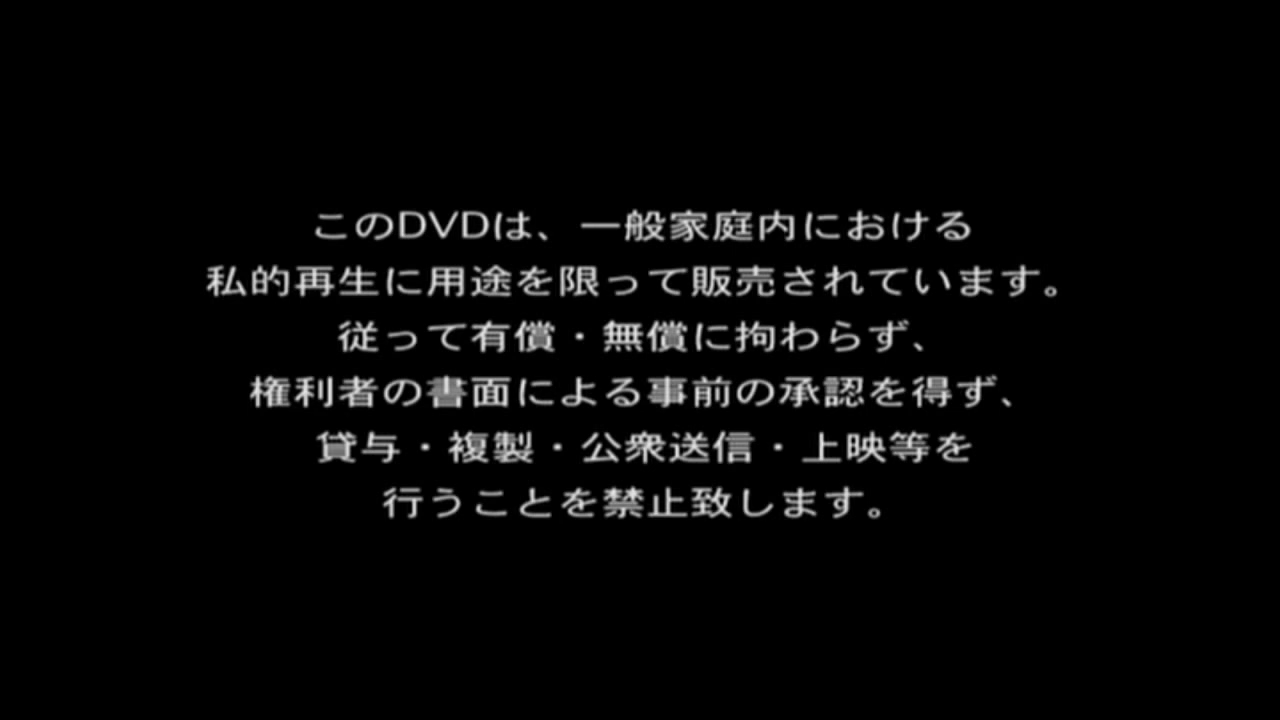 このDVDは、一般家庭内における
私的再生に用途を限って販売されています。
従って有償・無償に拘わらず、
権利者の書面による事前の承認を得ず、
貸与・複製・公衆送信・上映等を
行うことを禁止致します。